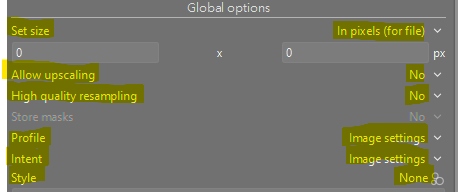 Global options
Set size In pixels (for file)
0 x 0 px
Allow upscaling No
High quality resampling No
Store masks No
Profile Image settings
Intent Image settings
Style None